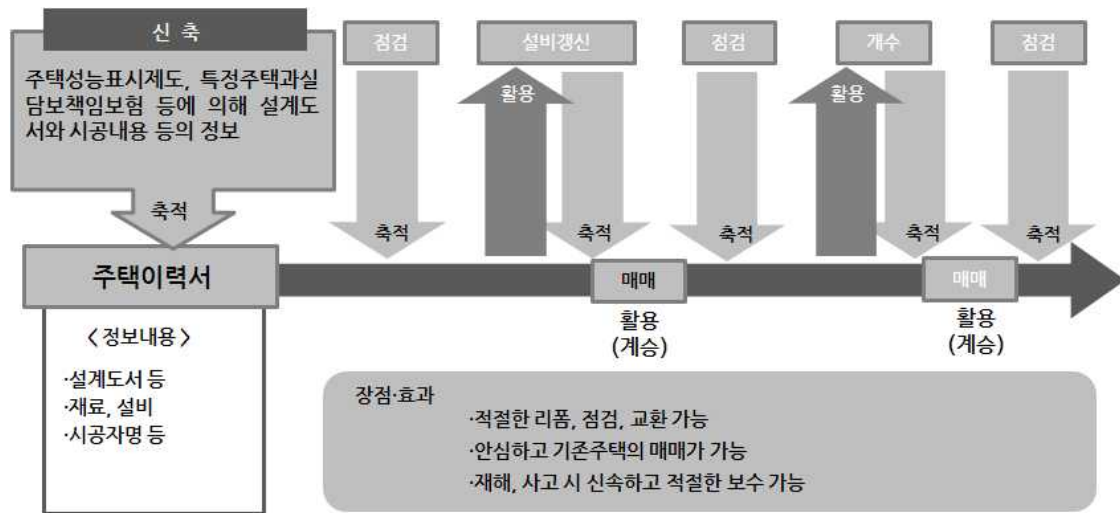 신 축
주택성능표시제도, 특정주택과실
담보책임보험 등에 의해 설계도
서와 시공내용 등의 정보
축적
점검
설비갱신
점검
개수
점검
활용
활용
축적
축적
축적
축적
축적
주택이력서
매매
매매
활용
(계승)
활용
(계승)
〈 정보내용 〉
·설계도서 등
·재료, 설비
·시공자명 등
장점·효과
·적절한 리폼, 점검, 교환 가능
·안심하고 기존주택의 매매가 가능
·재해, 사고 시 신속하고 적절한 보수 가능